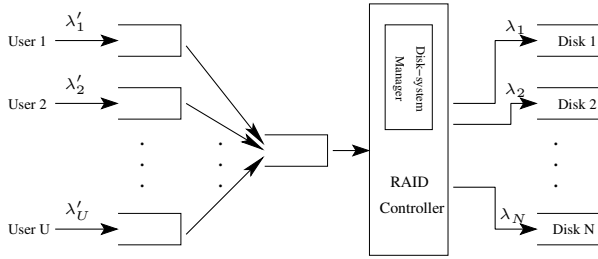 User 1
λ′1
User 2
λ′2
User U
λ′U
Disk−system
Manager
RAID
Controller
λ1
Disk 1
λ2
Disk 2
λN
Disk N